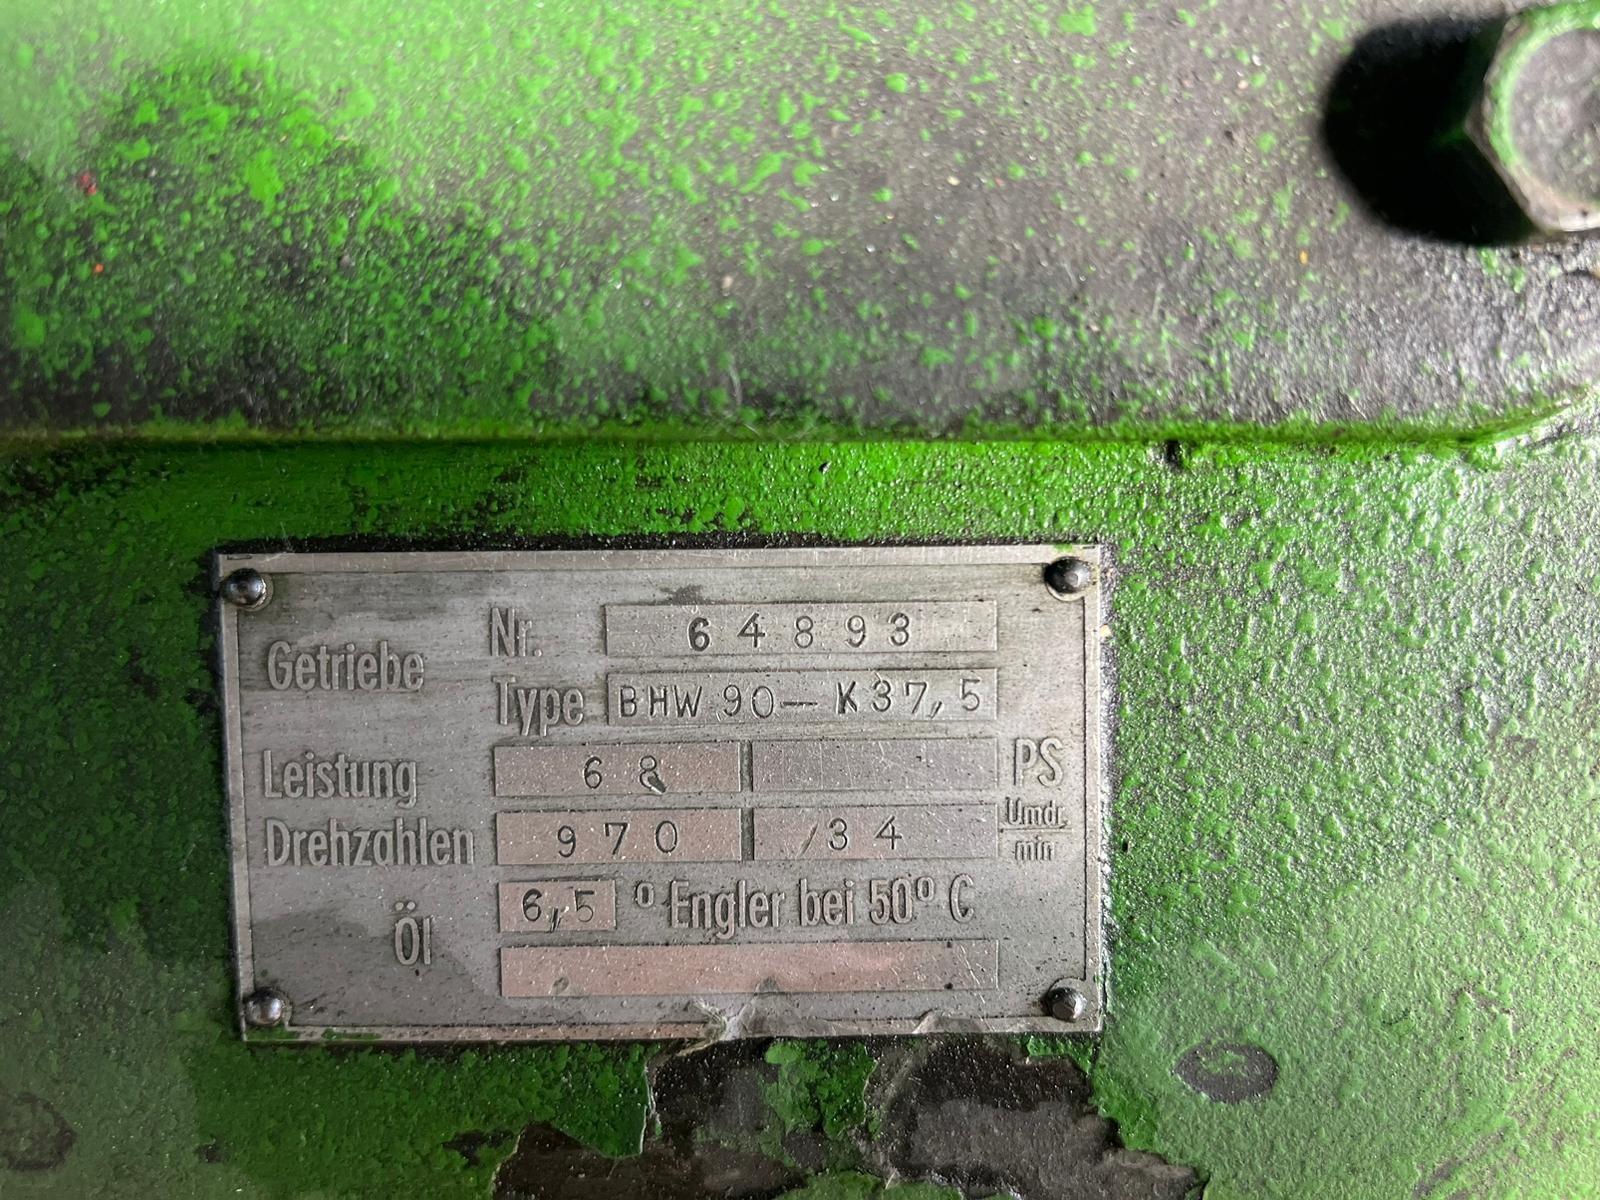 Getriebe Nr. 64893
Type BHW 90-K37,5
Leistung 68 PS
Drehzahlen 970 34 Umdr. min
Öl 6,5 ° Engler bei 50° C